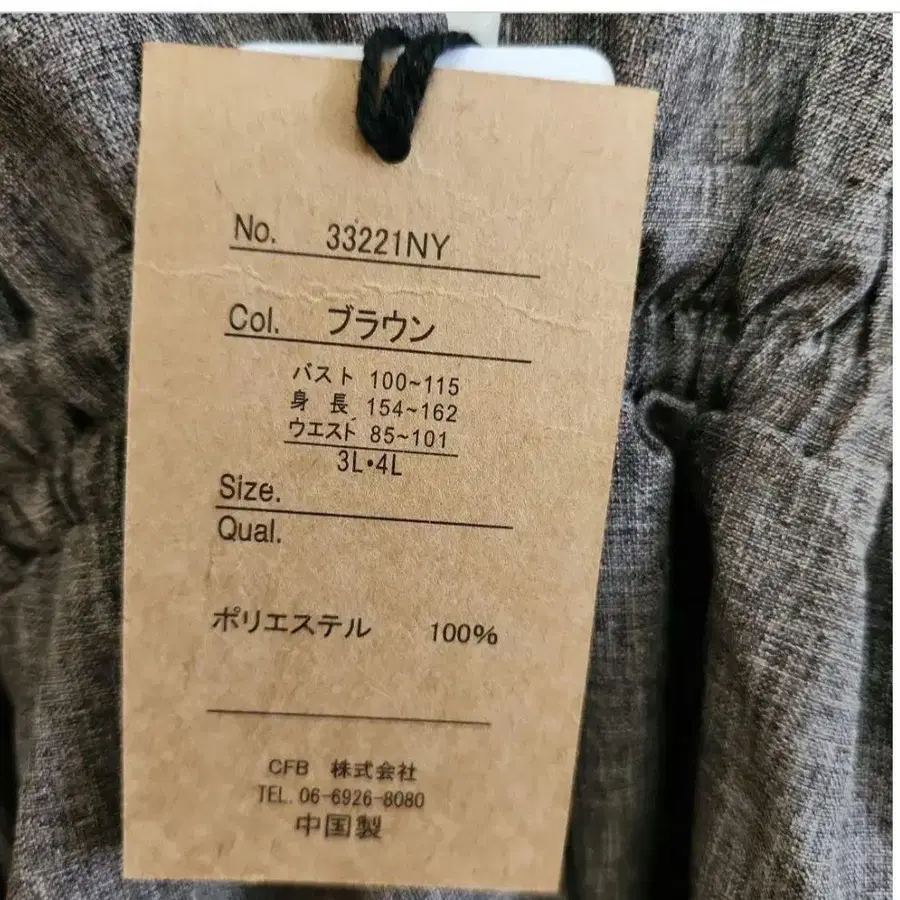 No. 33221NY
Col. ブラウン
バスト 100~115
身 長 154~162
ウエスト 85~101
3L・4L
Size.
Qual.
ポリエステル 100%
CFB 株式会社
TEL. 06-6926-8080
中国製